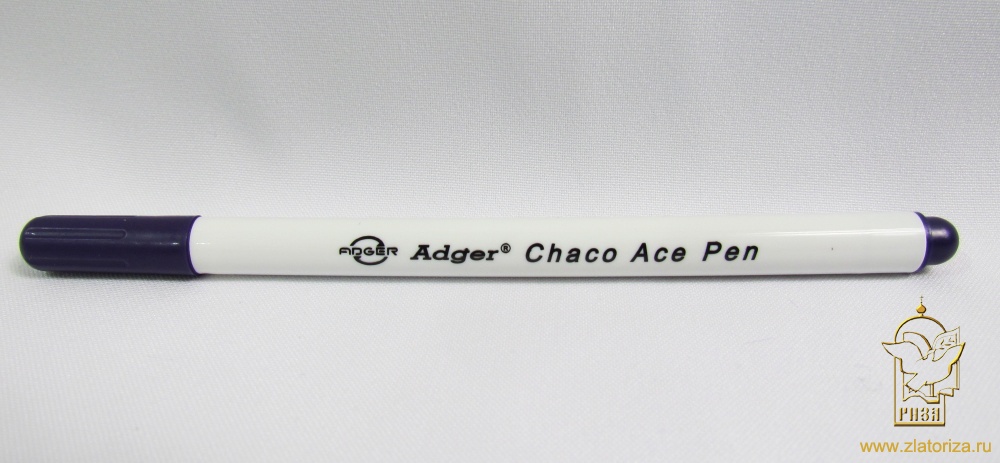 ADGER Adger® Chaco Ace Pen
РИЗА
www.zlatoriza.ru